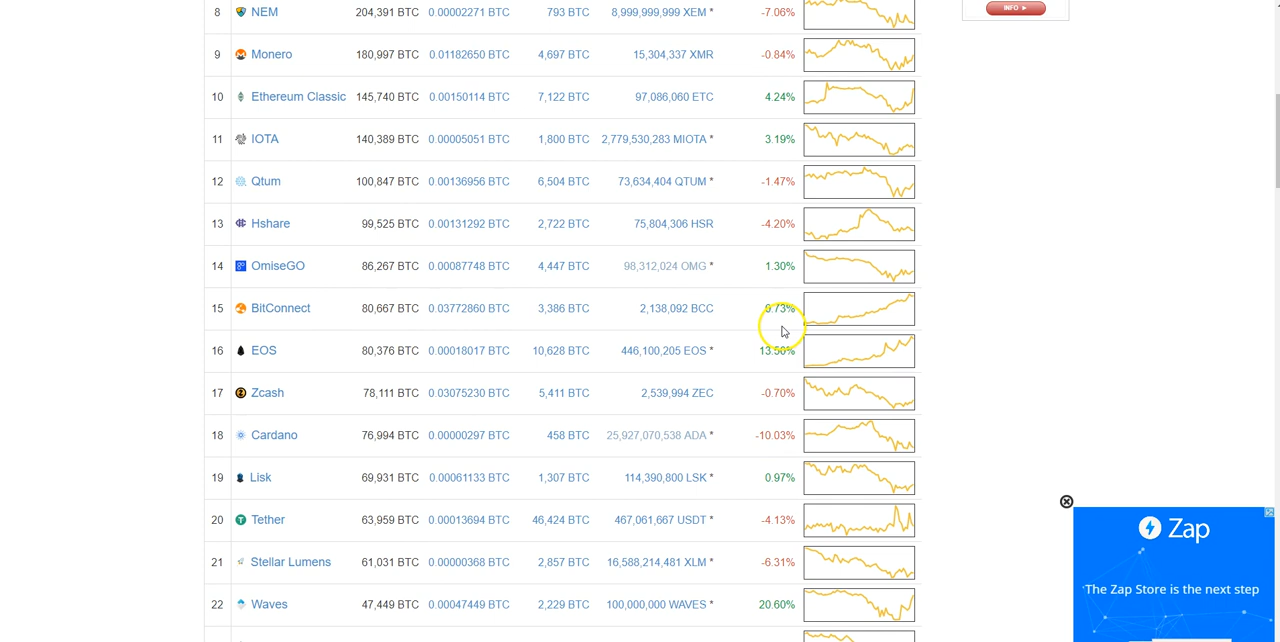 INFO ►
8 NEM 204,391 BTC 0.00002271 BTC 793 BTC 8,999,999,999 XEM * -7.06%
9 Monero 180,997 BTC 0.01182650 BTC 4,697 BTC 15,304,337 XMR -0.84%
10 Ethereum Classic 145,740 BTC 0.00150114 BTC 7,122 BTC 97,086,060 ETC 4.24%
11 IOTA 140,389 BTC 0.00005051 BTC 1,800 BTC 2,779,530,283 MIOTA * 3.19%
12 Qtum 100,847 BTC 0.00136956 BTC 6,504 BTC 73,634,404 QTUM * -1.47%
13 Hshare 99,525 BTC 0.00131292 BTC 2,722 BTC 75,804,306 HSR -4.20%
14 OmiseGO 86,267 BTC 0.00087748 BTC 4,447 BTC 98,312,024 OMG * 1.30%
15 BitConnect 80,667 BTC 0.03772860 BTC 3,386 BTC 2,138,092 BCC 0.73%
16 EOS 80,376 BTC 0.00018017 BTC 10,628 BTC 446,100,205 EOS * 13.50%
17 Zcash 78,111 BTC 0.03075230 BTC 5,411 BTC 2,539,994 ZEC -0.70%
18 Cardano 76,994 BTC 0.00000297 BTC 458 BTC 25,927,070,538 ADA * -10.03%
19 Lisk 69,931 BTC 0.00061133 BTC 1,307 BTC 114,390,800 LSK * 0.97%
20 Tether 63,959 BTC 0.00013694 BTC 46,424 BTC 467,061,667 USDT * -4.13%
21 Stellar Lumens 61,031 BTC 0.00000368 BTC 2,857 BTC 16,588,214,481 XLM * -6.31%
22 Waves 47,449 BTC 0.00047449 BTC 2,229 BTC 100,000,000 WAVES * 20.60%
Zap
The Zap Store is the next step